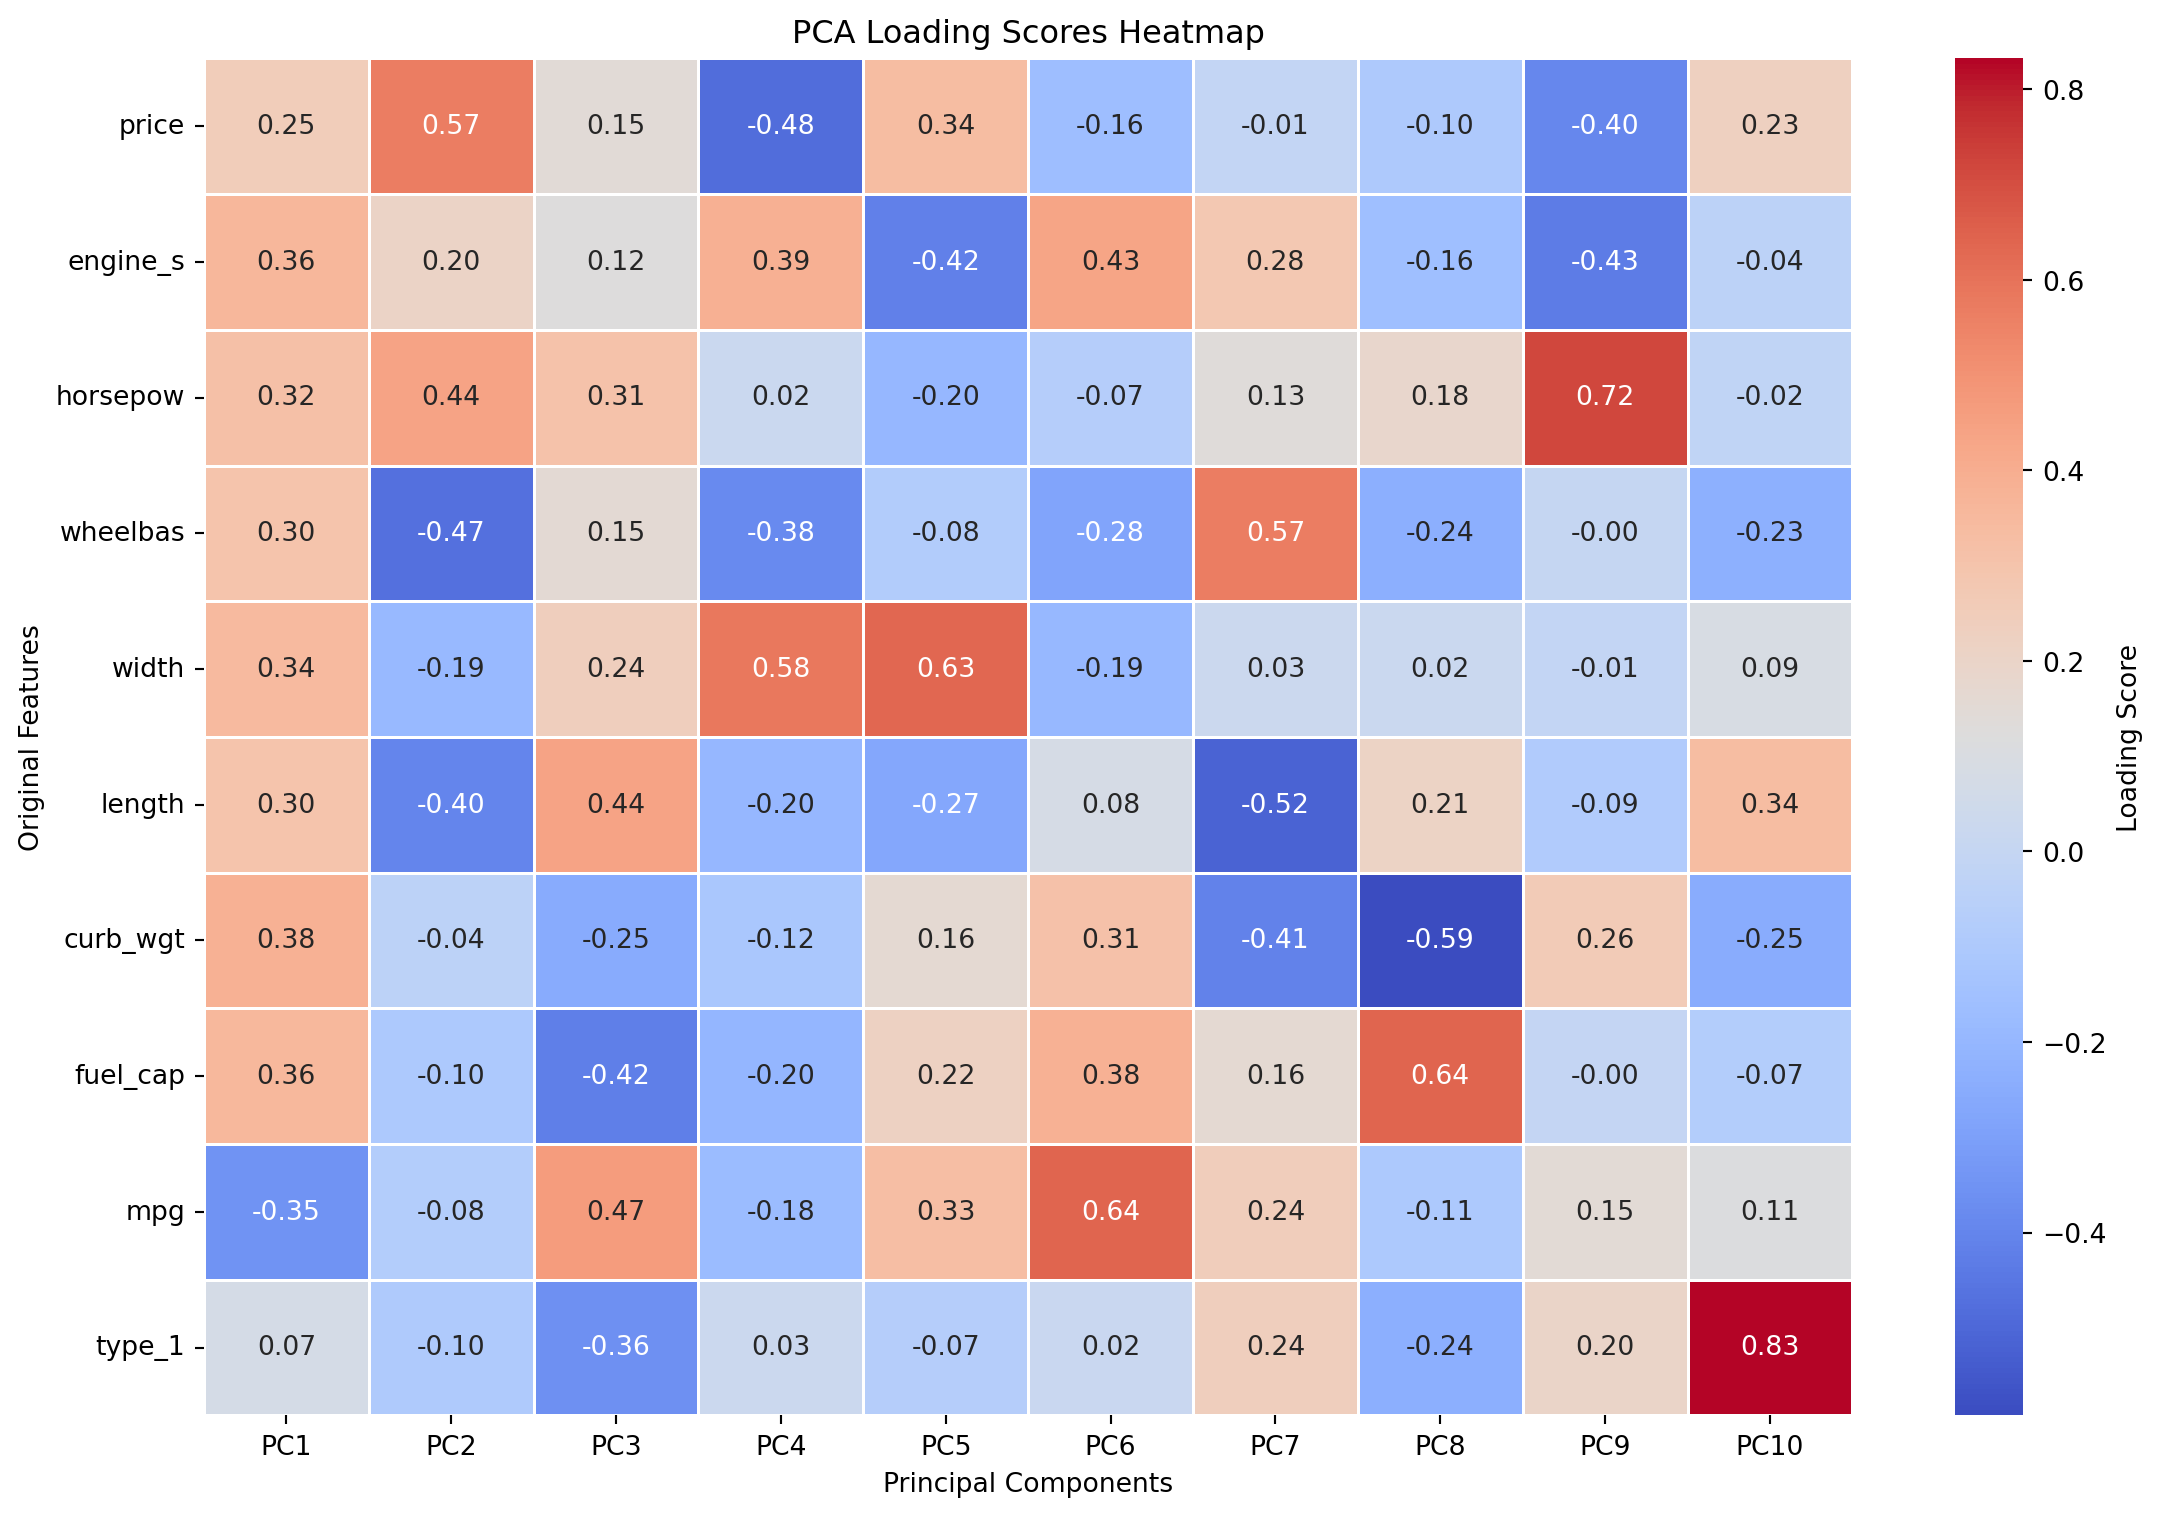 PCA Loading Scores Heatmap
price 0.25 0.57 0.15 -0.48 0.34 -0.16 -0.01 -0.10 -0.40 0.23
engine_s 0.36 0.20 0.12 0.39 -0.42 0.43 0.28 -0.16 -0.43 -0.04
horsepow 0.32 0.44 0.31 0.02 -0.20 -0.07 0.13 0.18 0.72 -0.02
wheelbas 0.30 -0.47 0.15 -0.38 -0.08 -0.28 0.57 -0.24 -0.00 -0.23
width 0.34 -0.19 0.24 0.58 0.63 -0.19 0.03 0.02 -0.01 0.09
length 0.30 -0.40 0.44 -0.20 -0.27 0.08 -0.52 0.21 -0.09 0.34
curb_wgt 0.38 -0.04 -0.25 -0.12 0.16 0.31 -0.41 -0.59 0.26 -0.25
fuel_cap 0.36 -0.10 -0.42 -0.20 0.22 0.38 0.16 0.64 -0.00 -0.07
mpg -0.35 -0.08 0.47 -0.18 0.33 0.64 0.24 -0.11 0.15 0.11
type_1 0.07 -0.10 -0.36 0.03 -0.07 0.02 0.24 -0.24 0.20 0.83
PC1 PC2 PC3 PC4 PC5 PC6 PC7 PC8 PC9 PC10
Principal Components
Original Features
0.8
0.6
0.4
0.2
0.0
−0.2
−0.4
Loading Score